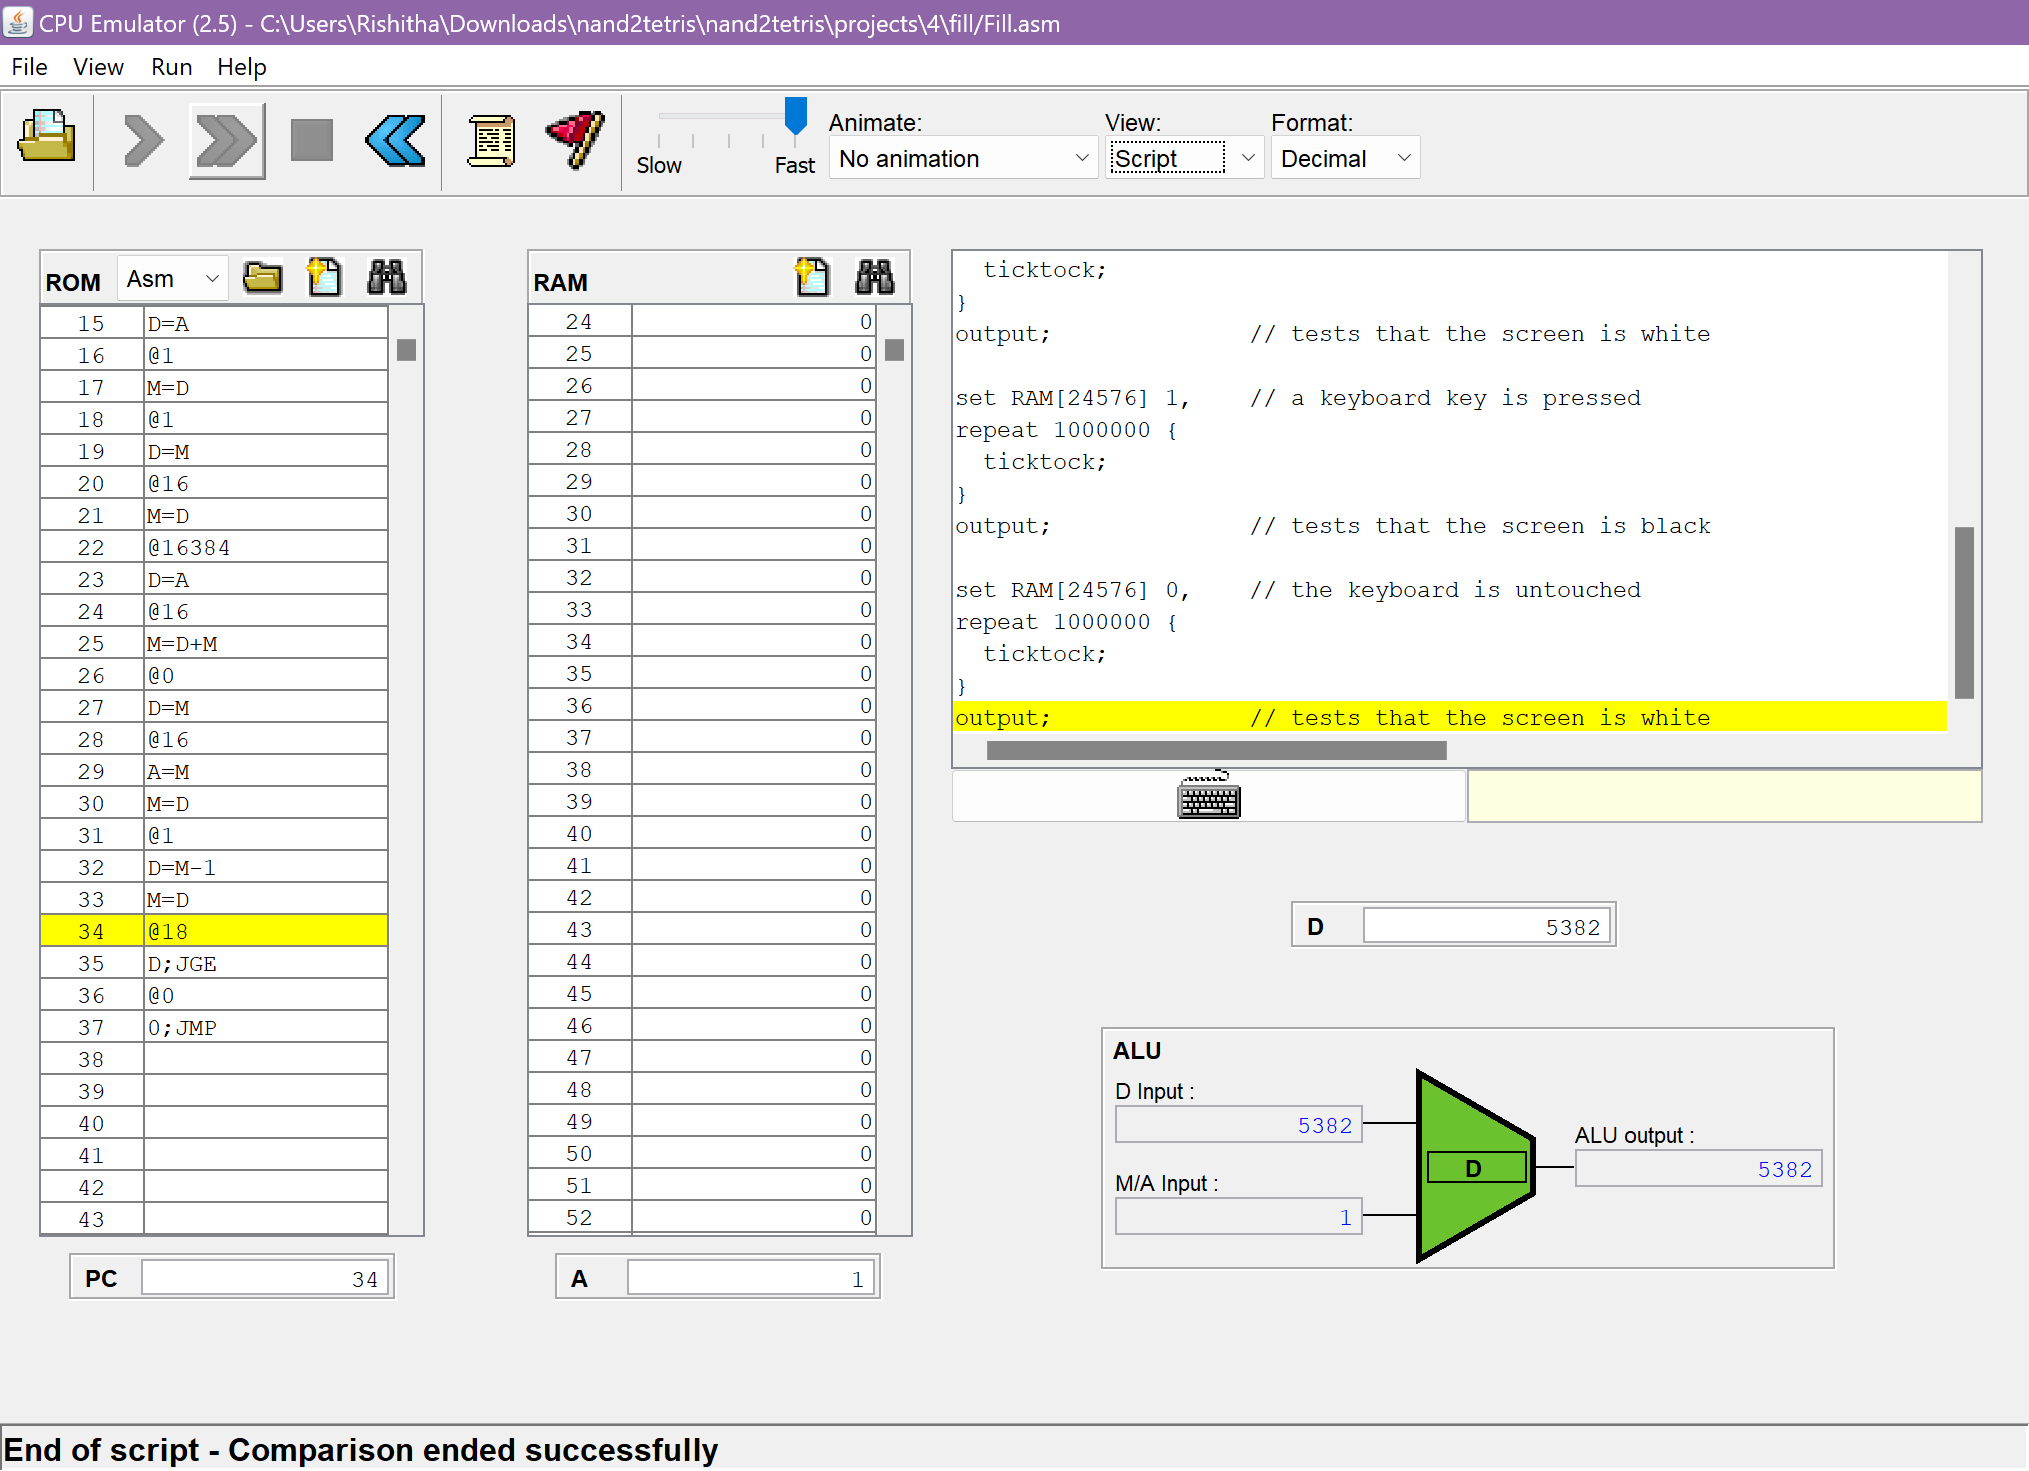 CPU Emulator (2.5) - C:\Users\Rishitha\Downloads\nand2tetris\nand2tetris\projects\4\fill/Fill.asm
File View Run Help
Slow Fast
Animate:
No animation
View:
Script
Format:
Decimal
ROM Asm
15 D=A
16 @1
17 M=D
18 @1
19 D=M
20 @16
21 M=D
22 @16384
23 D=A
24 @16
25 M=D+M
26 @0
27 D=M
28 @16
29 A=M
30 M=D
31 @1
32 D=M-1
33 M=D
34 @18
35 D;JGE
36 @0
37 0;JMP
38
39
40
41
42
43
PC 34
RAM
24 0
25 0
26 0
27 0
28 0
29 0
30 0
31 0
32 0
33 0
34 0
35 0
36 0
37 0
38 0
39 0
40 0
41 0
42 0
43 0
44 0
45 0
46 0
47 0
48 0
49 0
50 0
51 0
52 0
A 1
ticktock;
}
output; // tests that the screen is white
set RAM[24576] 1, // a keyboard key is pressed
repeat 1000000 {
ticktock;
}
output; // tests that the screen is black
set RAM[24576] 0, // the keyboard is untouched
repeat 1000000 {
ticktock;
}
output; // tests that the screen is white
D 5382
ALU
D Input :
5382
M/A Input :
1
D
ALU output :
5382
End of script - Comparison ended successfully